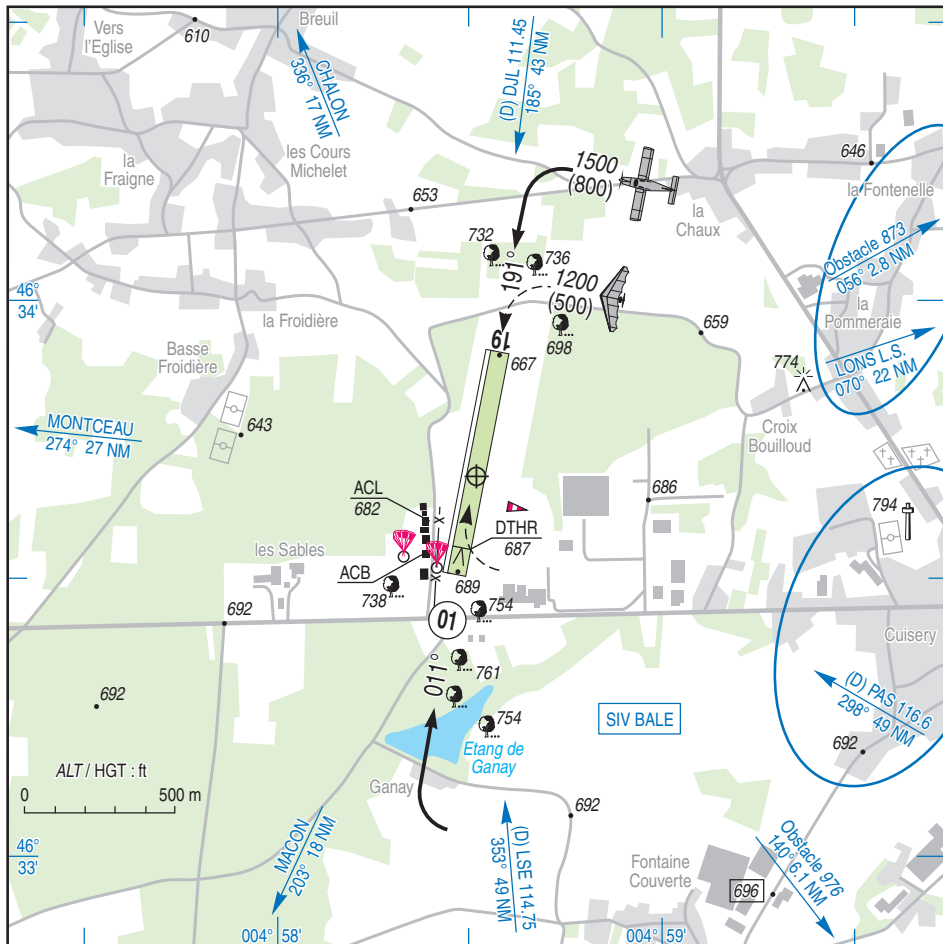 Vers
l'Eglise
610
Breuil
CHALON
336° 17 NM
(D) DJL 111.45
185° 43 NM
la
Fraigne
les Cours
Michelet
653
1500
(800)
la
Chaux
646
la Fontenelle
732
736
191°
1200
(500)
Obstacle 873
056° 2.8 NM
46°
34'
la Froidière
698
659
la
Pommeraie
19
667
Basse
Froidière
774
LONS L.S.
070° 22 NM
MONTCEAU
274° 27 NM
643
Croix
Bouilloud
ACL
682
686
794
DTHR
687
les Sables
ACB
738
689
692
754
01
Cuisery
761
011°
692
754
(D) PAS 116.6
298° 49 NM
SIV BALE
692
Etang de
Ganay
ALT / HGT : ft
0
500 m
Ganay
692
46°
33'
MACON
203° 18 NM
(D) LSE 114.75
353° 49 NM
Fontaine
Couverte
696
Obstacle 976
140° 6.1 NM
004° 58'
004° 59'